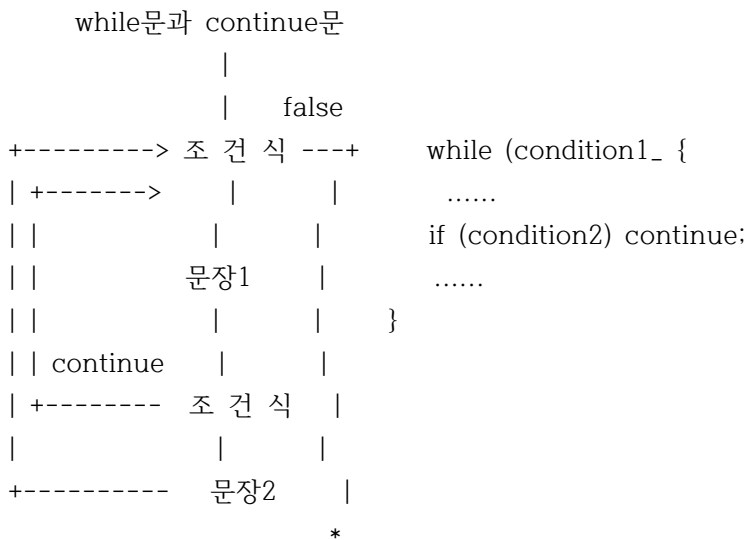 while문과 continue문
|
| false
+---------> 조 건 식 ---+ while (condition1_ {
| +-------> | | ......
| | | | if (condition2) continue;
| | 문장1 | ......
| | | | }
| | continue | |
| +-------- 조 건 식 |
| | |
+---------- 문장2 |
*